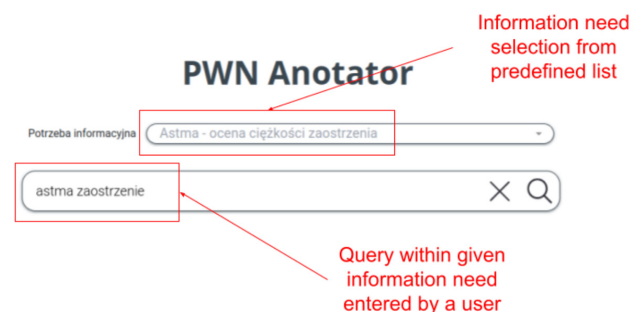 Information need
selection from
predefined list
PWN Anotator
Potrzeba informacyjna
Astma - ocena ciężkości zaostrzenia
astma zaostrzenie
Query within given
information need
entered by a user